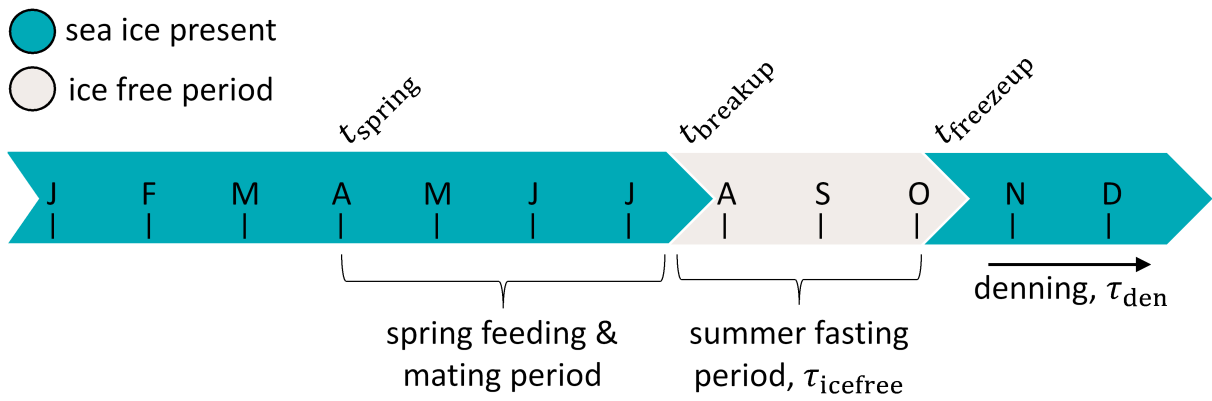 sea ice present
ice free period
t_spring
t_breakup
t_freezeup
J F M A M J J A S O N D
denning, τ_den
spring feeding &
mating period
summer fasting
period, τ_icefree